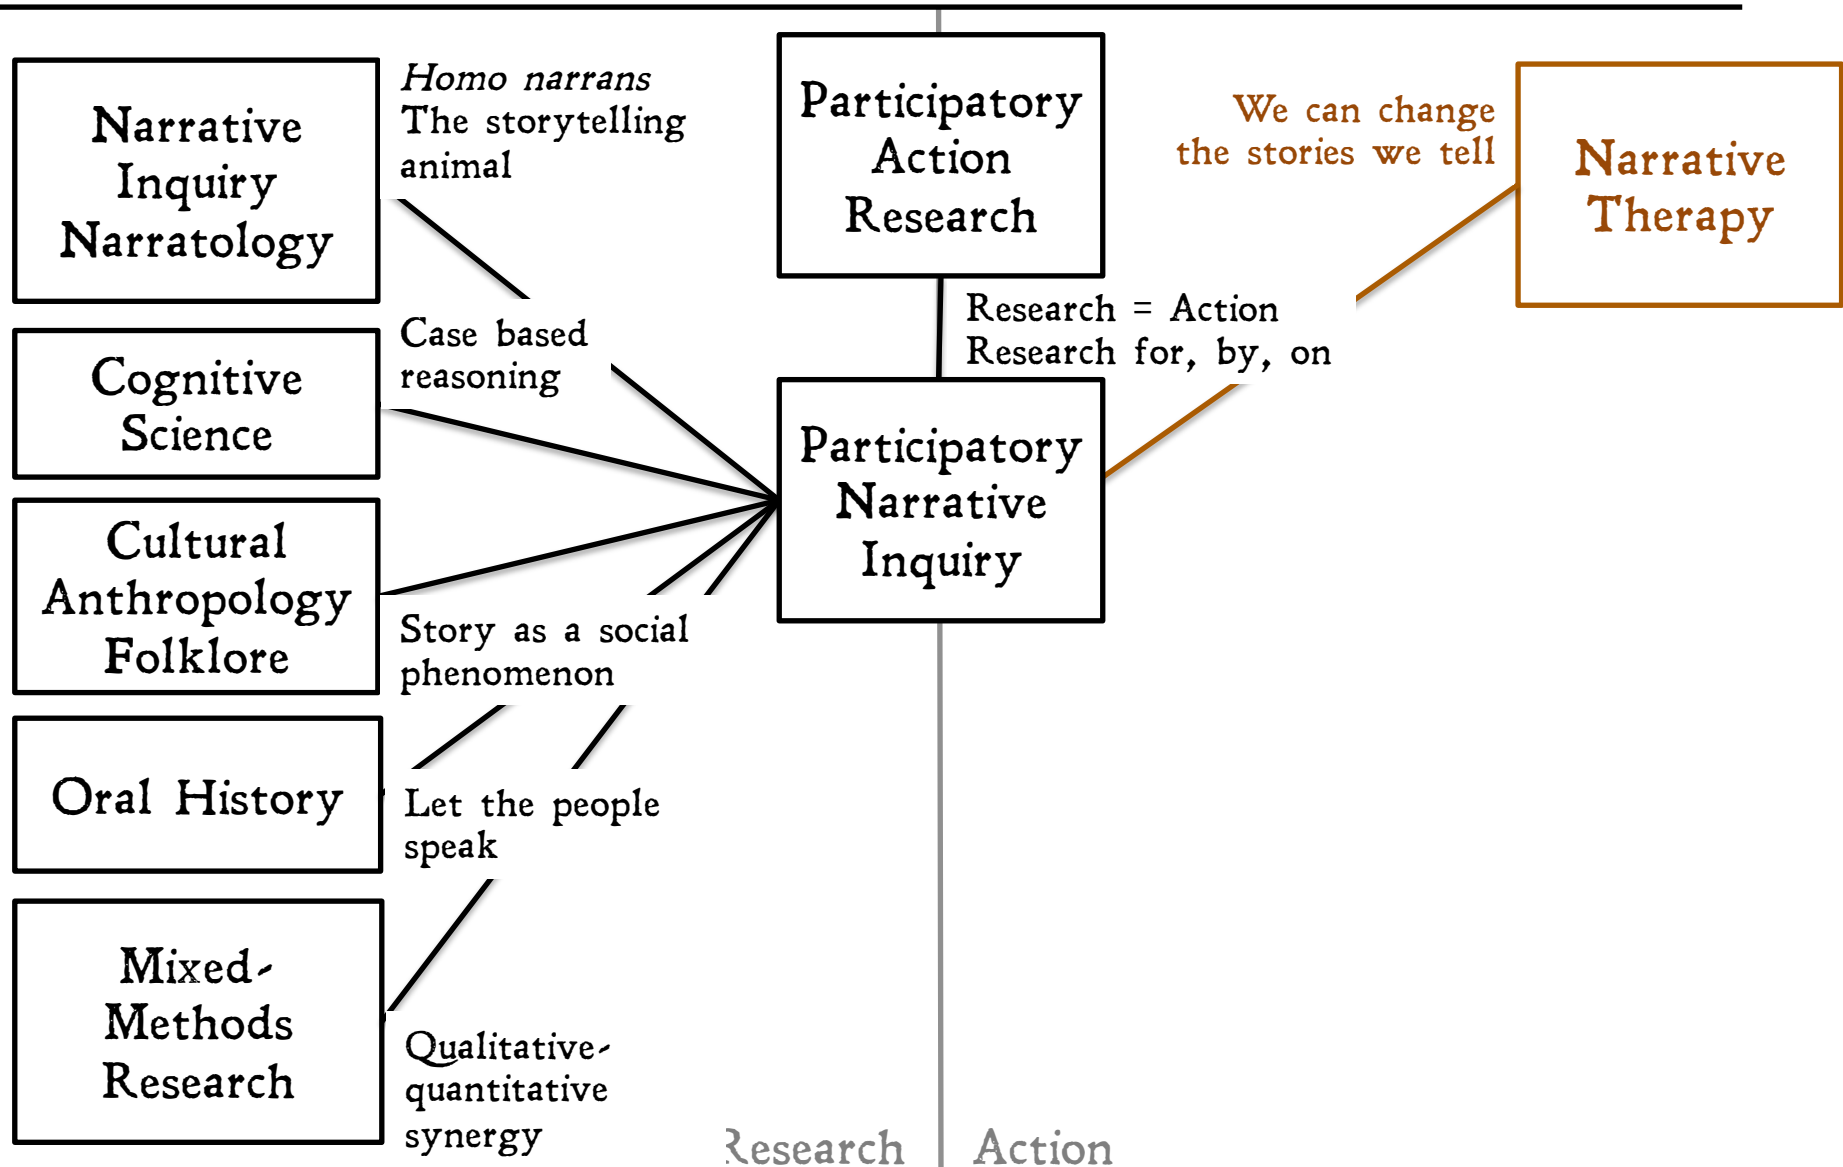 Narrative
Inquiry
Narratology
Homo narrans
The storytelling
animal
Participatory
Action
Research
We can change
the stories we tell
Narrative
Therapy
Research = Action
Research for, by, on
Cognitive
Science
Case based
reasoning
Participatory
Narrative
Inquiry
Cultural
Anthropology
Folklore
Story as a social
phenomenon
Oral History
Let the people
speak
Mixed-
Methods
Research
Qualitative-
quantitative
synergy
Research
Action